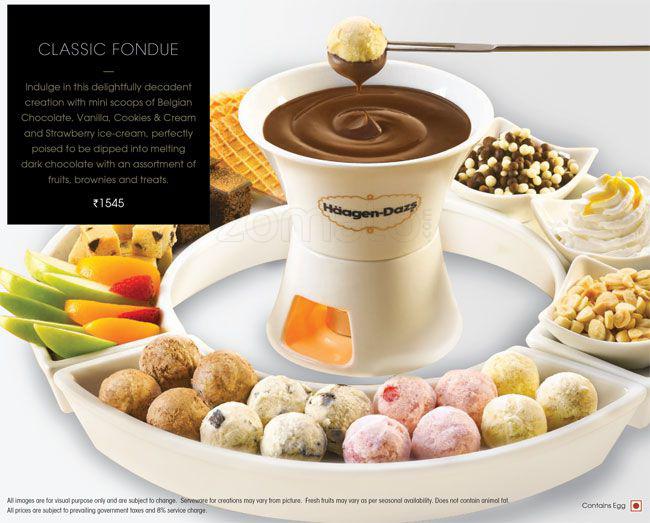 CLASSIC FONDUE
Indulge in this delightfully decadent
creation with mini scoops of Belgian
Chocolate, Vanilla, Cookies & Cream
and Strawberry ice-cream, perfectly
poised to be dipped into melting
dark chocolate with an assortment of
fruits, brownies and treats.
₹1545
Häagen-Dazs
zomato.com
All images are for visual purpose only and are subject to change. Serveware for creations may vary from picture. Fresh fruits may vary as per seasonal availability. Does not contain animal fat.
All prices are subject to prevailing government taxes and 8% service charge.
Contains Egg